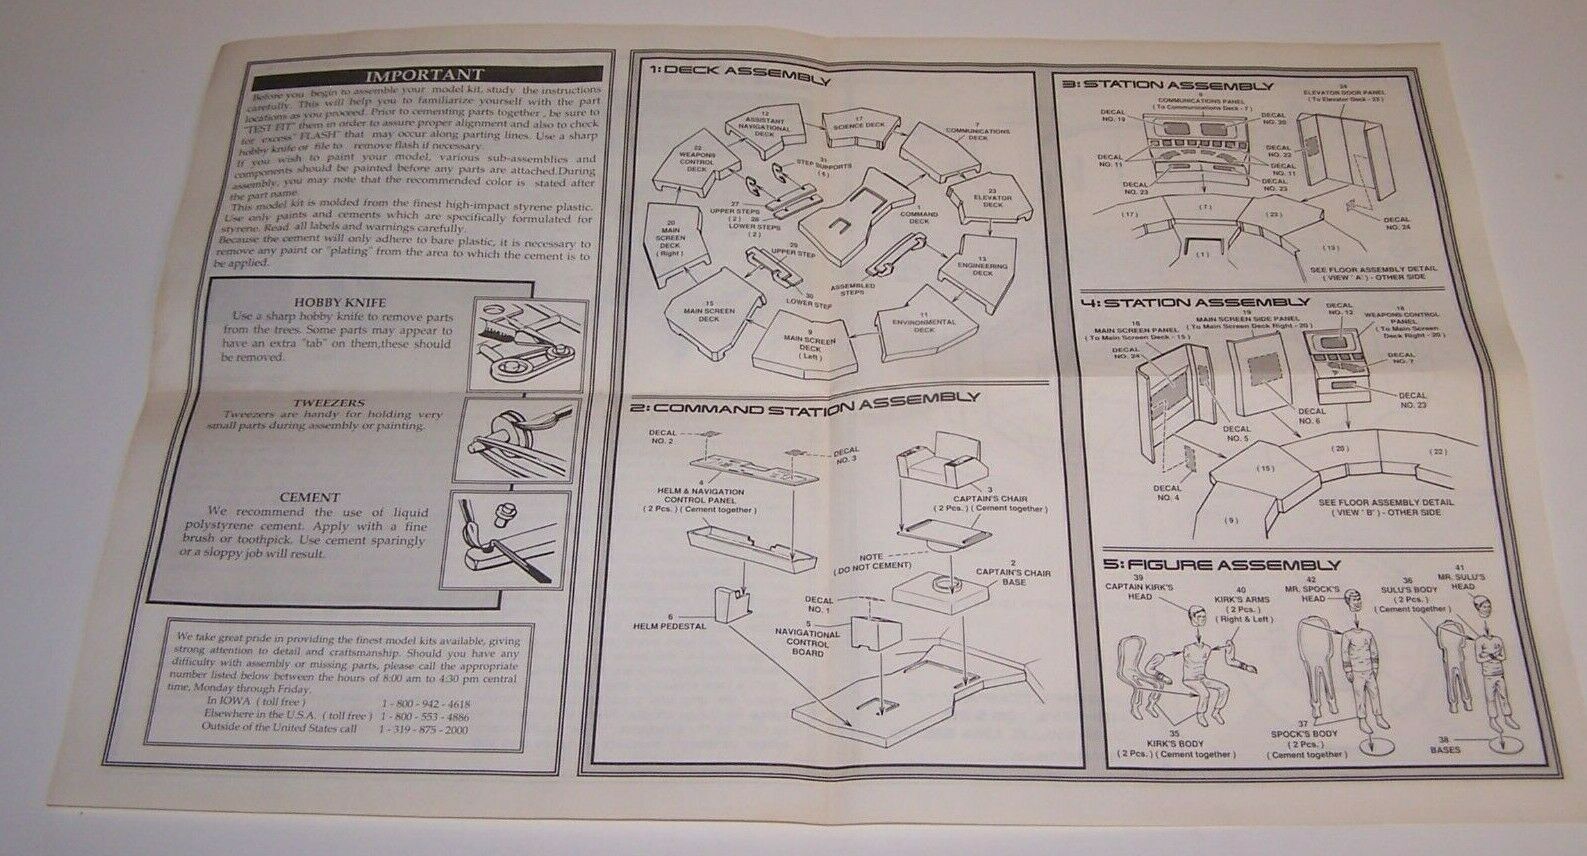 IMPORTANT
Before you begin to assemble your model kit, study the instructions
carefully. This will help you to familiarize yourself with the part
locations as you proceed. Prior to cementing parts together , be sure to
"TEST FIT" them in order to assure proper alignment and also to check
for excess" FLASH" that may occur along parting lines. Use a sharp
hobby knife or file to remove flash if necessary.
If you wish to paint your model, various sub-assemblies and
components should be painted before any parts are attached.During
assembly, you may note that the recommended color is stated after
the part name.
This model kit is molded from the finest high-impact styrene plastic.
Use only paints and cements which are specifically formulated for
styrene. Read all labels and warnings carefully.
Because the cement will only adhere to bare plastic, it is necessary to
remove any paint or "plating" from the area to which the cement is to
be applied.
HOBBY KNIFE
Use a sharp hobby knife to remove parts
from the trees. Some parts may appear to
have an extra "tab" on them,these should
be removed.
TWEEZERS
Tweezers are handy for holding very
small parts during assembly or painting.
CEMENT
We recommend the use of liquid
polystyrene cement. Apply with a fine
brush or toothpick. Use cement sparingly
or a sloppy job will result.
We take great pride in providing the finest model kits available, giving
strong attention to detail and craftsmanship. Should you have any
difficulty with assembly or missing parts, please call the appropriate
number listed below between the hours of 8:00 am to 4:30 pm central
time, Monday through Friday.
In IOWA ( toll free ) 1 - 800 - 942 - 4618
Elsewhere in the U.S.A. ( toll free ) 1 - 800 - 553 - 4886
Outside of the United States call 1 - 319 - 875 - 2000
1: DECK ASSEMBLY
12
ASSISTANT
NAVIGATIONAL
DECK
17
SCIENCE DECK
7
COMMUNICATIONS
DECK
22
WEAPONS
CONTROL
DECK
31
STEP SUPPORTS
( 4 )
23
ELEVATOR
DECK
27
UPPER STEPS
( 2 )
28
LOWER STEPS
( 2 )
1
COMMAND
DECK
20
MAIN
SCREEN
DECK
( Right )
29
UPPER STEP
13
ENGINEERING
DECK
30
LOWER STEP
ASSEMBLED
STEPS
15
MAIN SCREEN
DECK
9
MAIN SCREEN
DECK
( Left )
11
ENVIRONMENTAL
DECK
2: COMMAND STATION ASSEMBLY
DECAL
NO. 2
DECAL
NO. 3
4
HELM & NAVIGATION
CONTROL PANEL
( 2 Pcs. ) ( Cement together )
3
CAPTAIN'S CHAIR
( 2 Pcs. ) ( Cement together )
NOTE
( DO NOT CEMENT )
2
CAPTAIN'S CHAIR
BASE
DECAL
NO. 1
6
HELM PEDESTAL
5
NAVIGATIONAL
CONTROL
BOARD
3: STATION ASSEMBLY
COMMUNICATIONS PANEL
( To Communications Deck - 7 )
24
ELEVATOR DOOR PANEL
( To Elevator Deck - 23 )
DECAL
NO. 19
DECAL
NO. 20
DECAL
NO. 22
DECAL
NO. 11
DECAL
NO. 11
DECAL
NO. 23
DECAL
NO. 23
DECAL
NO. 24
( 17 )
( 7 )
( 23 )
( 1 )
( 13 )
SEE FLOOR ASSEMBLY DETAIL
( VIEW ' A' ) - OTHER SIDE
4: STATION ASSEMBLY
16
MAIN SCREEN PANEL
( To Main Screen Deck - 15 )
19
MAIN SCREEN SIDE PANEL
( To Main Screen Deck Right - 20 )
DECAL
NO. 12
18
WEAPONS CONTROL
PANEL
( To Main Screen
Deck Right - 20 )
DECAL
NO. 24
DECAL
NO. 7
DECAL
NO. 23
DECAL
NO. 6
DECAL
NO. 5
DECAL
NO. 4
( 15 )
( 20 )
( 22 )
( 9 )
SEE FLOOR ASSEMBLY DETAIL
( VIEW ' B' ) - OTHER SIDE
5: FIGURE ASSEMBLY
39
CAPTAIN KIRK'S
HEAD
40
KIRK'S ARMS
( 2 Pcs. )
( Right & Left )
42
MR. SPOCK'S
HEAD
36
SULU'S BODY
( 2 Pcs. )
(Cement together)
41
MR. SULU'S
HEAD
35
KIRK'S BODY
( 2 Pcs. ) ( Cement together )
37
SPOCK'S BODY
( 2 Pcs. )
(Cement together)
38
BASES